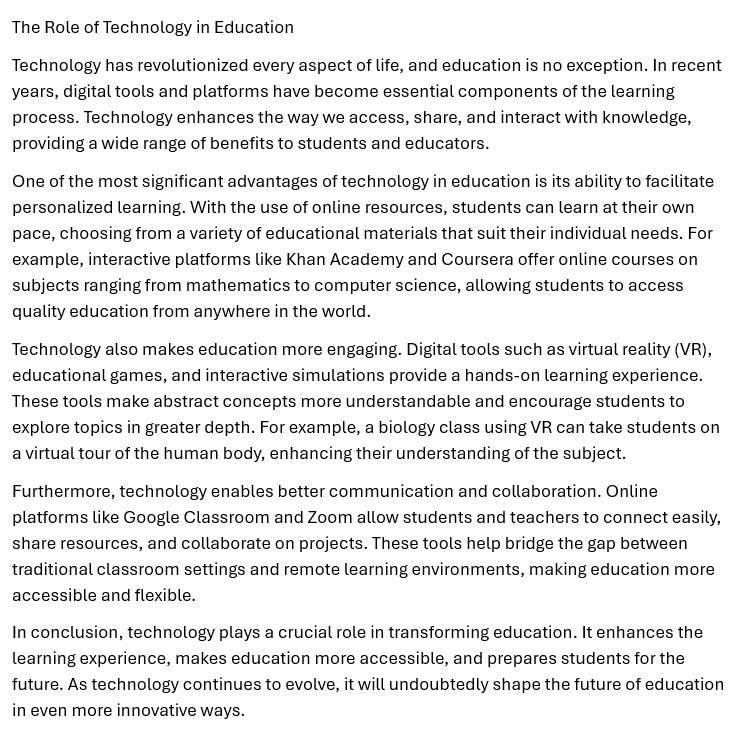 The Role of Technology in Education
Technology has revolutionized every aspect of life, and education is no exception. In recent
years, digital tools and platforms have become essential components of the learning
process. Technology enhances the way we access, share, and interact with knowledge,
providing a wide range of benefits to students and educators.
One of the most significant advantages of technology in education is its ability to facilitate
personalized learning. With the use of online resources, students can learn at their own
pace, choosing from a variety of educational materials that suit their individual needs. For
example, interactive platforms like Khan Academy and Coursera offer online courses on
subjects ranging from mathematics to computer science, allowing students to access
quality education from anywhere in the world.
Technology also makes education more engaging. Digital tools such as virtual reality (VR),
educational games, and interactive simulations provide a hands-on learning experience.
These tools make abstract concepts more understandable and encourage students to
explore topics in greater depth. For example, a biology class using VR can take students on
a virtual tour of the human body, enhancing their understanding of the subject.
Furthermore, technology enables better communication and collaboration. Online
platforms like Google Classroom and Zoom allow students and teachers to connect easily,
share resources, and collaborate on projects. These tools help bridge the gap between
traditional classroom settings and remote learning environments, making education more
accessible and flexible.
In conclusion, technology plays a crucial role in transforming education. It enhances the
learning experience, makes education more accessible, and prepares students for the
future. As technology continues to evolve, it will undoubtedly shape the future of education
in even more innovative ways.